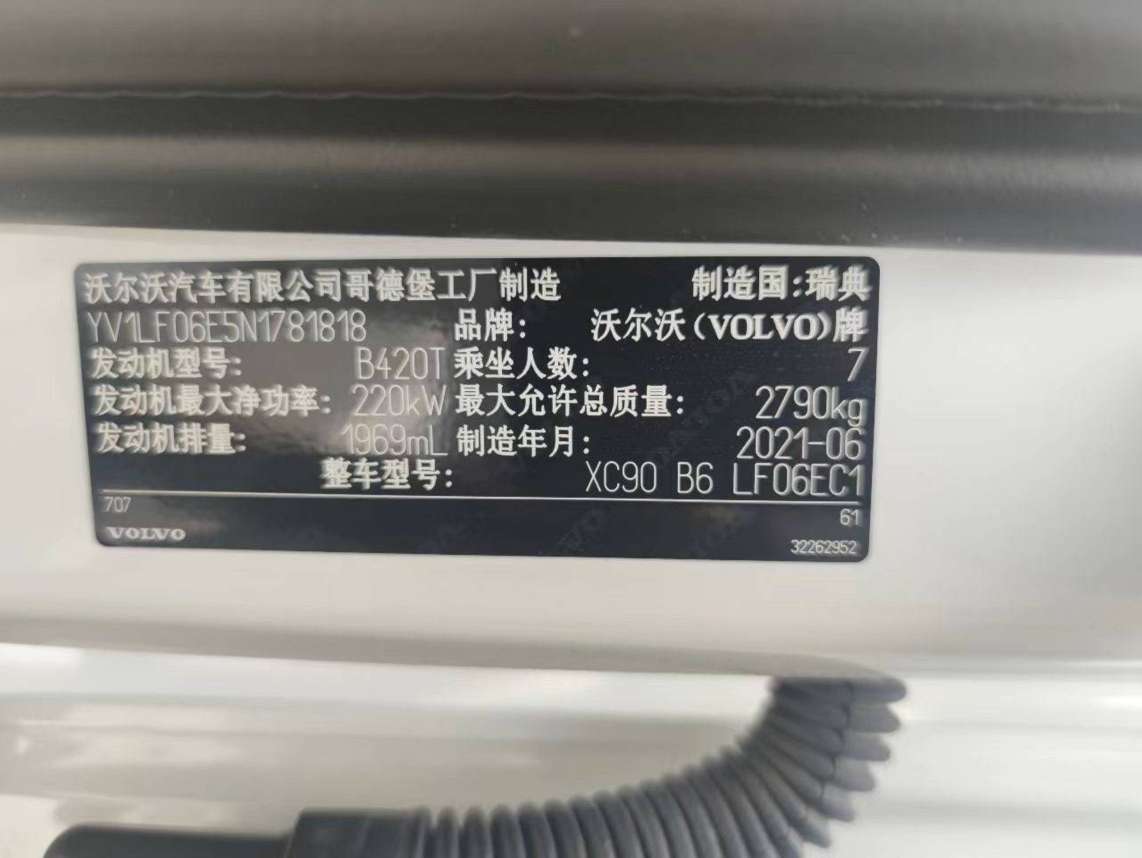 沃尔沃汽车有限公司哥德堡工厂制造 制造国:瑞典
YV1LF06E5N1781818 品牌: 沃尔沃(VOLVO)牌
发动机型号: B420T 乘坐人数: 7
发动机最大净功率: 220kW 最大允许总质量: 2790kg
发动机排量: 1969mL 制造年月: 2021-06
整车型号: XC90 B6 LF06EC1
707
61
VOLVO
32262952